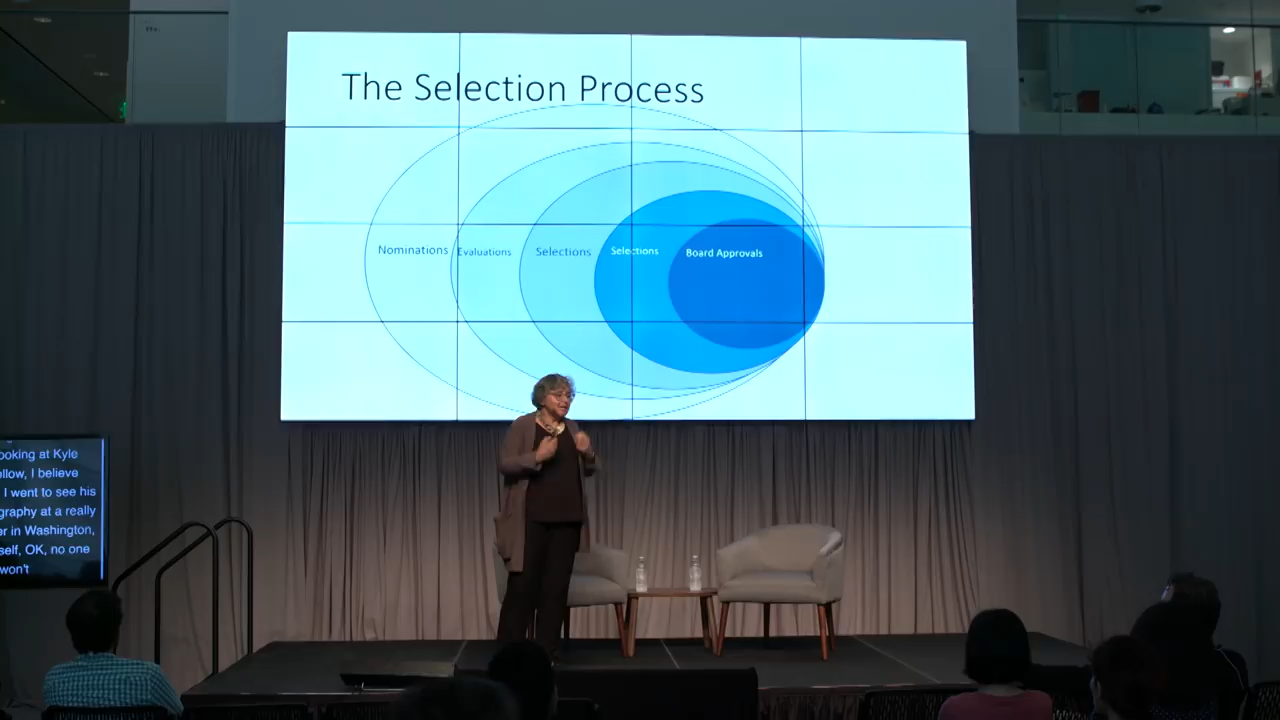 The Selection Process
Nominations
Evaluations
Selections
Selections
Board Approvals
ooking at Kyle
ellow, I believe
I went to see his
graphy at a really
er in Washington,
self, OK, no one
won't